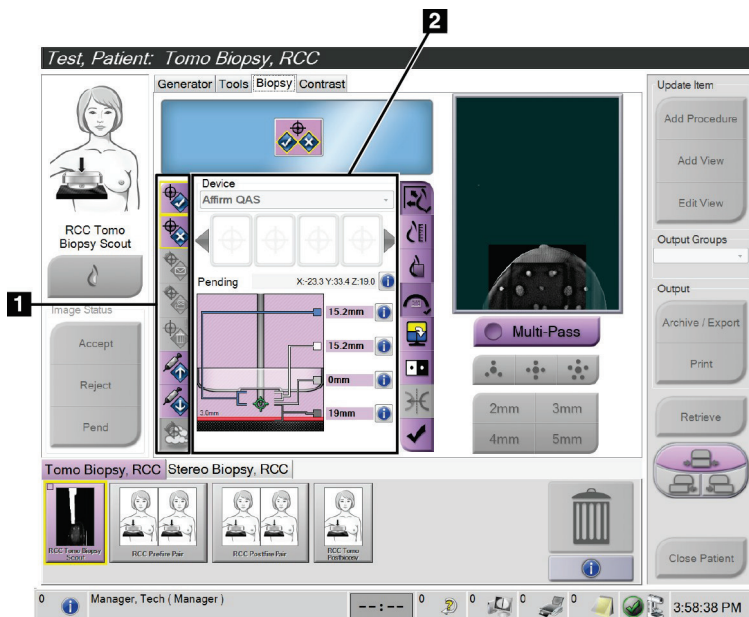 2
Test, Patient: Tomo Biopsy, RCC
Generator Tools Biopsy Contrast
Update Item
Add Procedure
Add View
Edit View
Output Groups
Output
Archive / Export
Print
Retrieve
Close Patient
RCC Tomo
Biopsy Scout
1
Image Status
Accept
Reject
Pend
Device
Affirm QAS
Pending X:-23.3 Y:33.4 Z:19.0
15.2mm
15.2mm
0mm
19mm
3.0mm
Multi-Pass
2mm 3mm
4mm 5mm
Tomo Biopsy, RCC Stereo Biopsy, RCC
RCC Tomo Biopsy
Scout
RCC Prefire Pair
RCC Postfire Pair
RCC Tomo
Postbiopsy
0 Manager, Tech ( Manager ) --:-- 0 0 0 0 3:58:38 PM